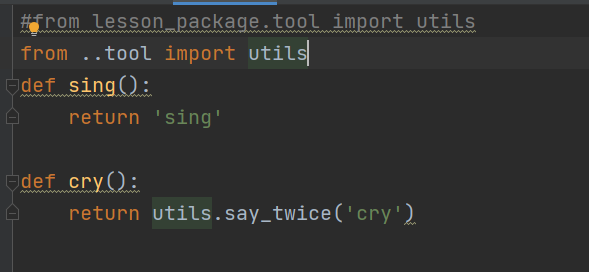 #from lesson_package.tool import utils
from ..tool import utils
def sing():
    return 'sing'

def cry():
    return utils.say_twice('cry')